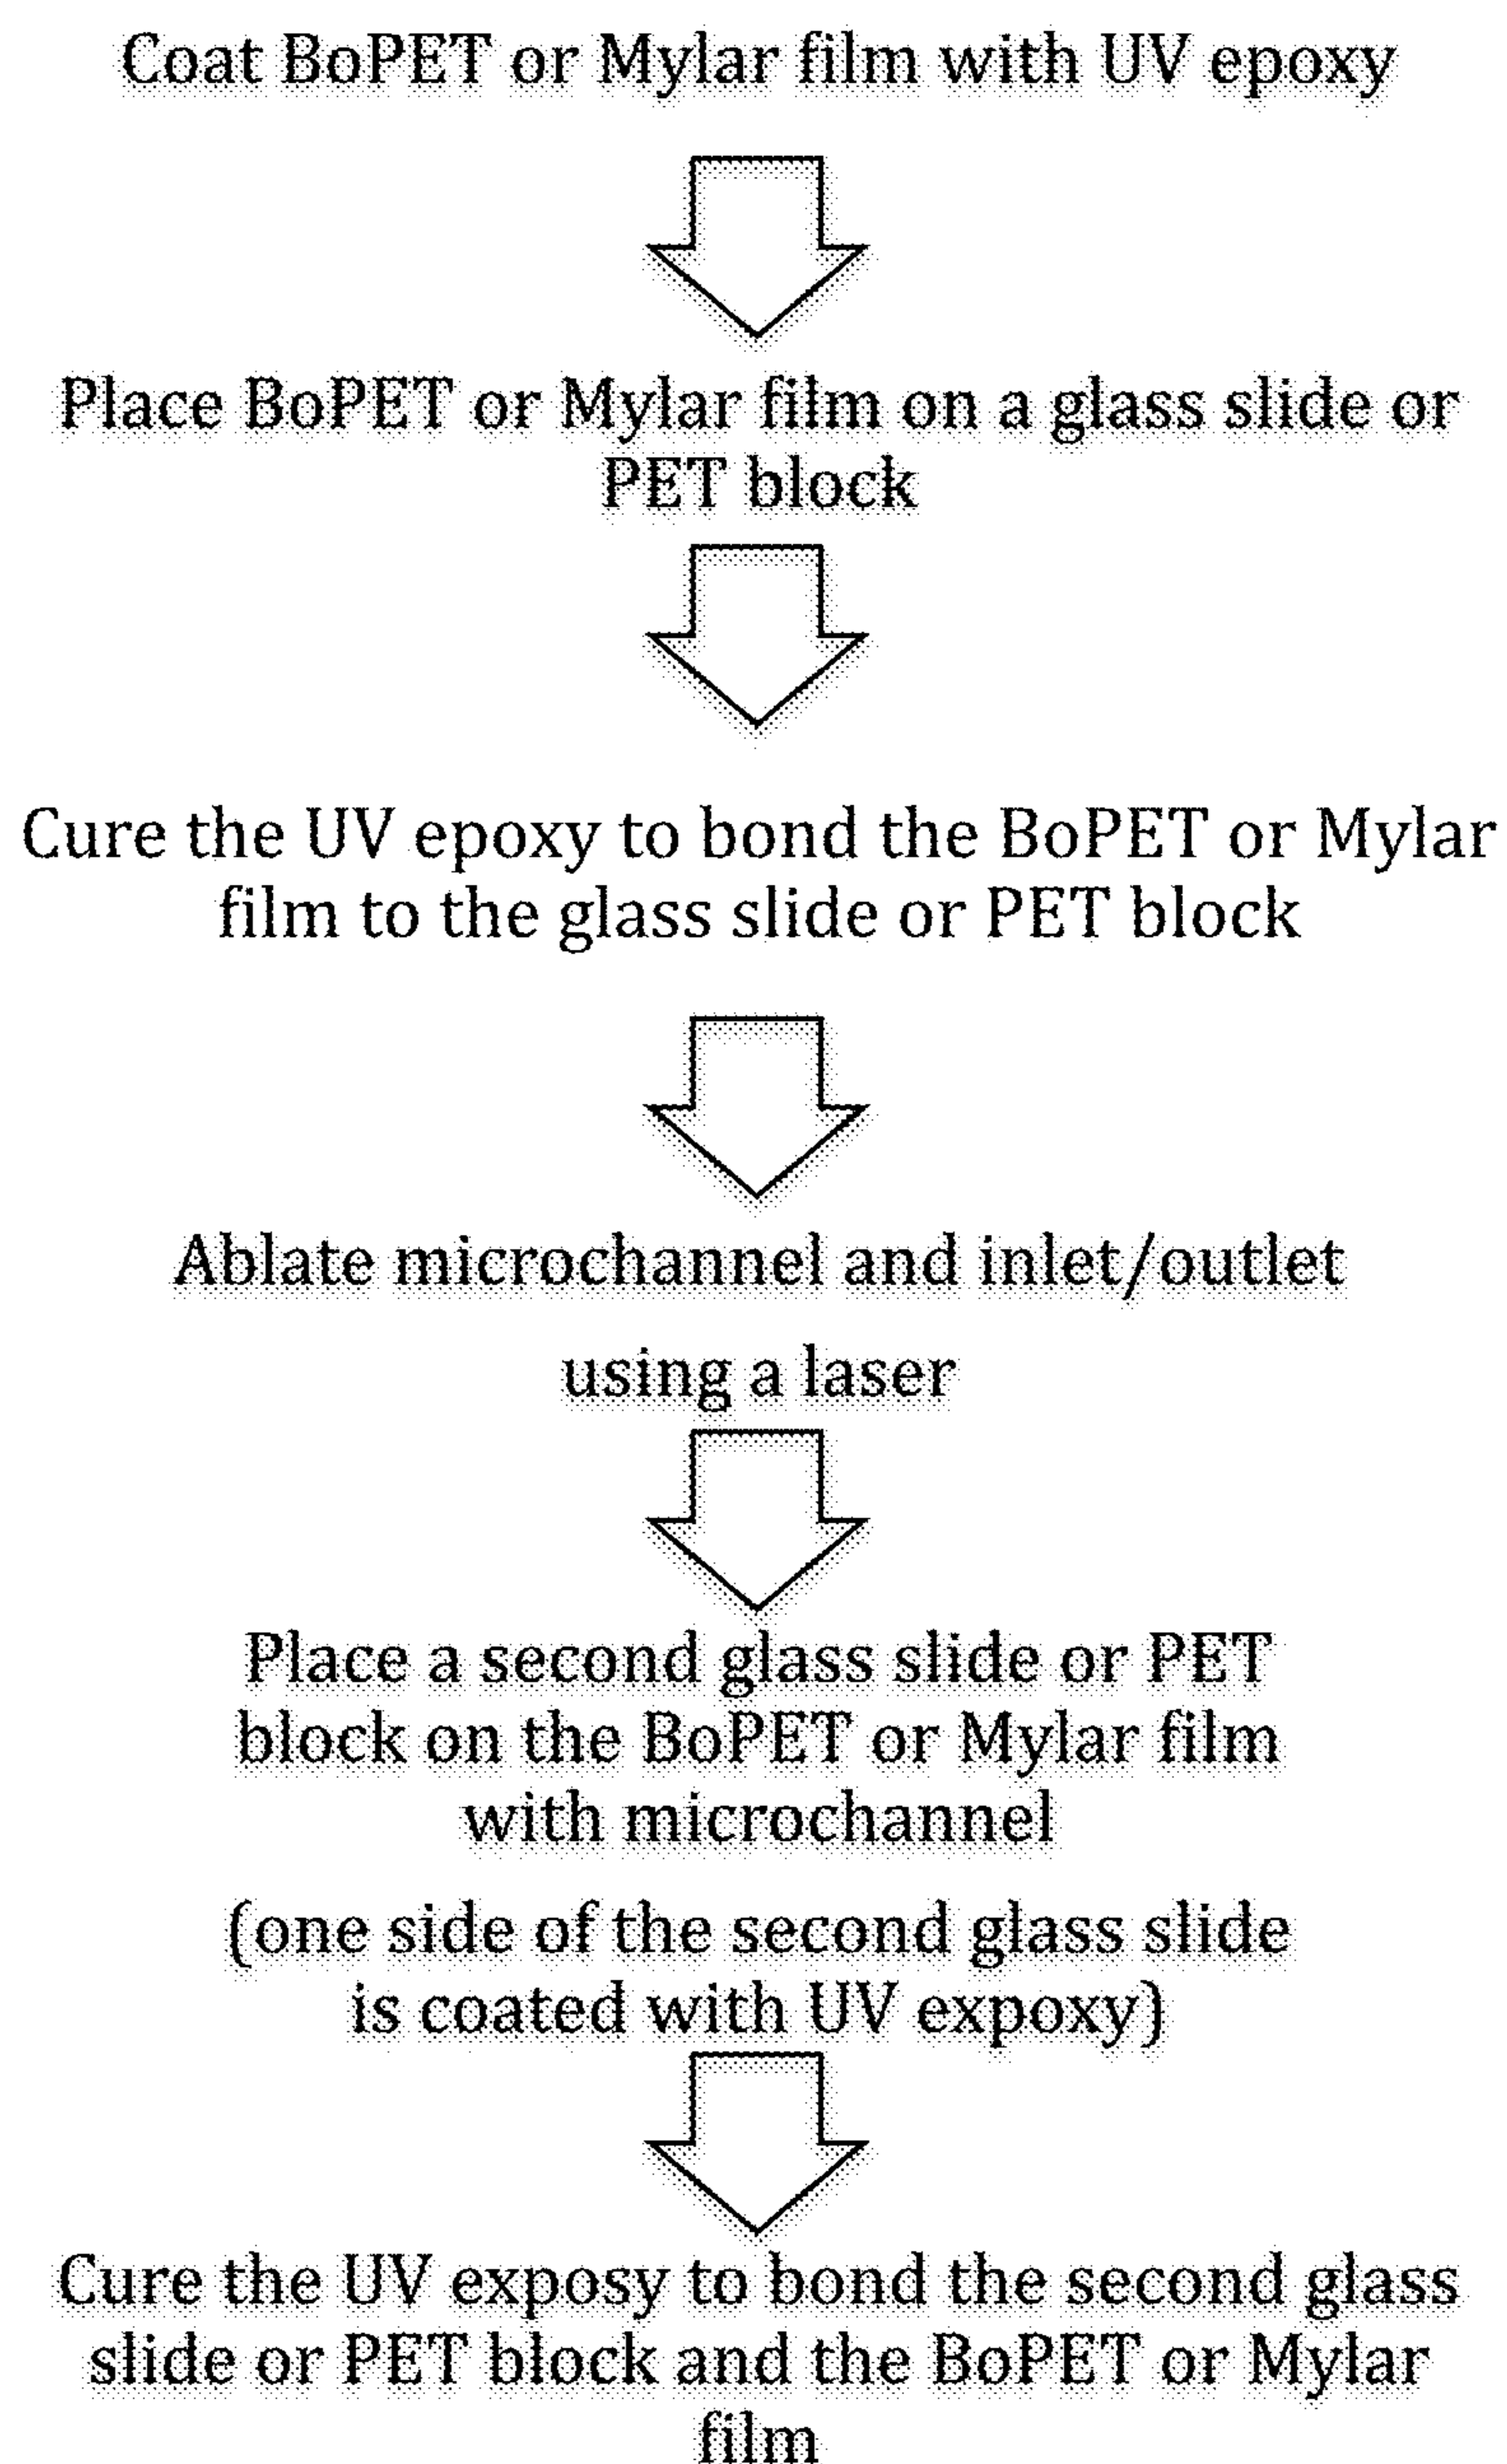 Coat BoPET or Mylar film with UV epoxy
Place BoPET or Mylar film on a glass slide or
PET block
Cure the UV epoxy to bond the BoPET or Mylar
film to the glass slide or PET block
Ablate microchannel and inlet/outlet
using a laser
Place a second glass slide or PET
block on the BoPET or Mylar film
with microchannel
(one side of the second glass slide
is coated with UV expoxy)
Cure the UV exposy to bond the second glass
slide or PET block and the BoPET or Mylar
film